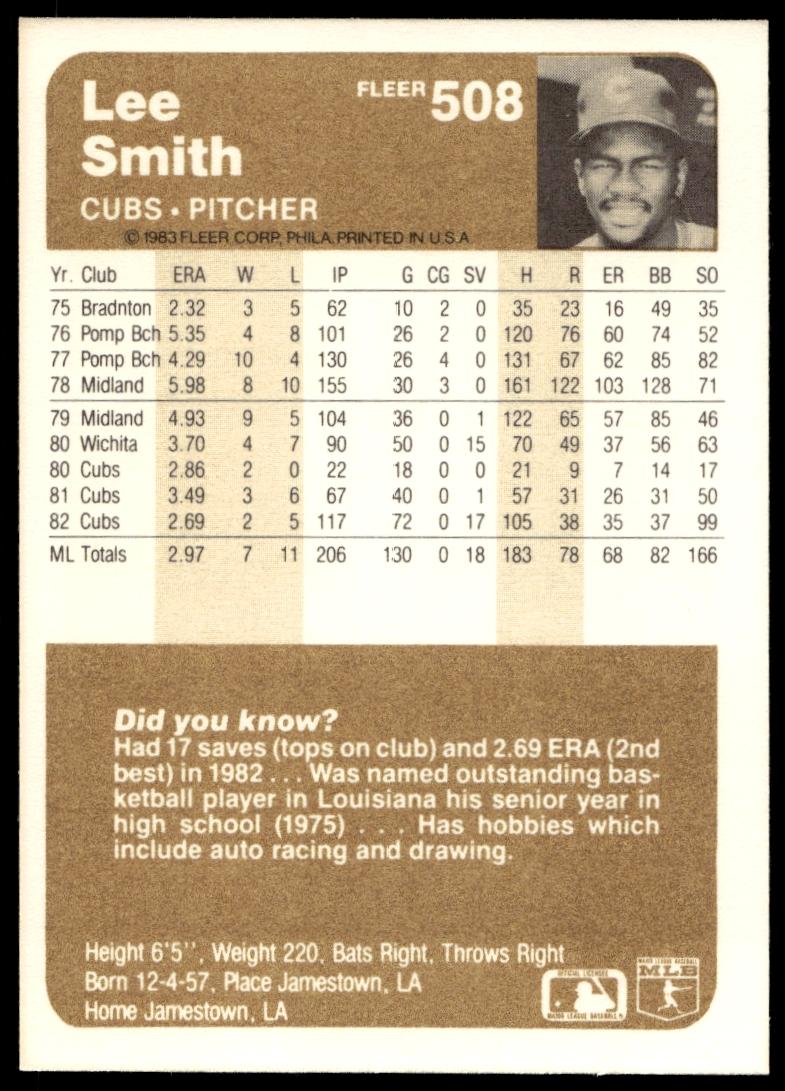 Lee
Smith
FLEER 508
CUBS • PITCHER
© 1983 FLEER CORP, PHILA. PRINTED IN U.S.A
Yr. Club ERA W L IP G CG SV H R ER BB SO
75 Bradnton 2.32 3 5 62 10 2 0 35 23 16 49 35
76 Pomp Bch 5.35 4 8 101 26 2 0 120 76 60 74 52
77 Pomp Bch 4.29 10 4 130 26 4 0 131 67 62 85 82
78 Midland 5.98 8 10 155 30 3 0 161 122 103 128 71
79 Midland 4.93 9 5 104 36 0 1 122 65 57 85 46
80 Wichita 3.70 4 7 90 50 0 15 70 49 37 56 63
80 Cubs 2.86 2 0 22 18 0 0 21 9 7 14 17
81 Cubs 3.49 3 6 67 40 0 1 57 31 26 31 50
82 Cubs 2.69 2 5 117 72 0 17 105 38 35 37 99
ML Totals 2.97 7 11 206 130 0 18 183 78 68 82 166
Did you know?
Had 17 saves (tops on club) and 2.69 ERA (2nd
best) in 1982 . . . Was named outstanding bas-
ketball player in Louisiana his senior year in
high school (1975) . . . Has hobbies which
include auto racing and drawing.
Height 6'5'', Weight 220, Bats Right, Throws Right
Born 12-4-57, Place Jamestown, LA
Home Jamestown, LA
OFFICIAL LICENSEE
MAJOR LEAGUE BASEBALL
MAJOR LEAGUE BASEBALL
MLB